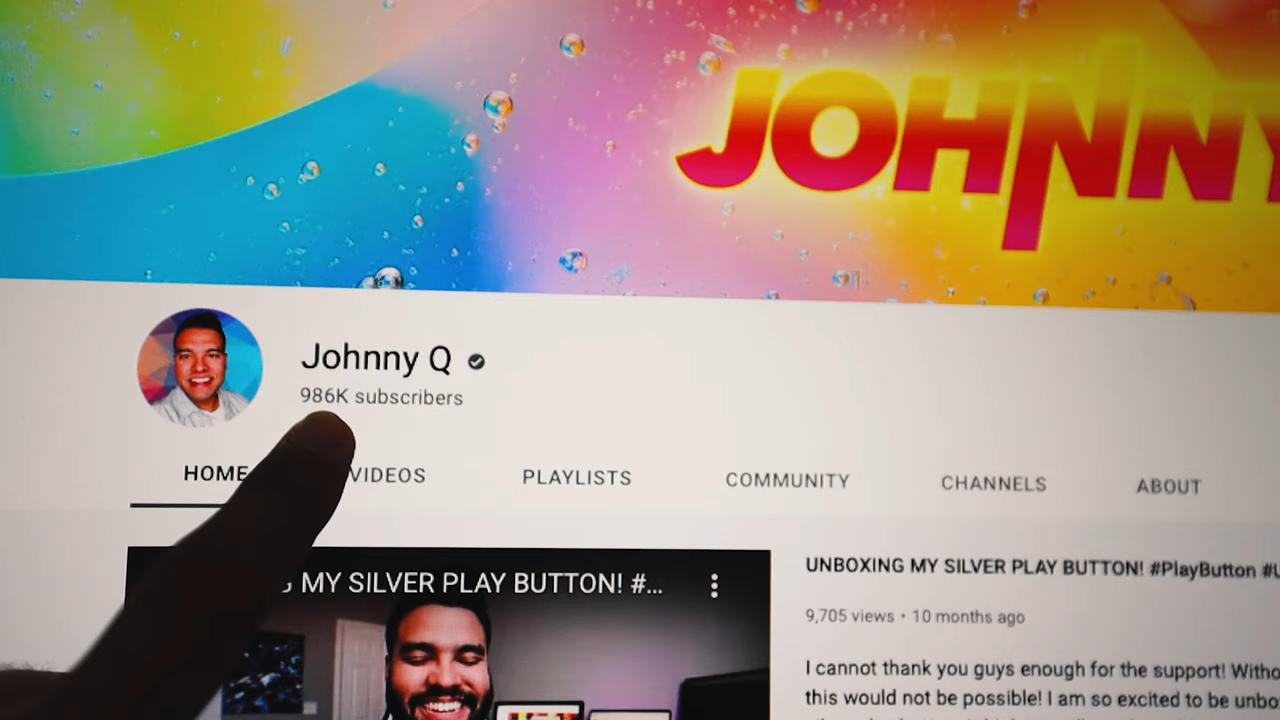 JOHNNY
Johnny Q
986K subscribers
HOME
VIDEOS
PLAYLISTS
COMMUNITY
CHANNELS
ABOUT
MY SILVER PLAY BUTTON! #...
UNBOXING MY SILVER PLAY BUTTON! #PlayButton
9,705 views • 10 months ago
I cannot thank you guys enough for the support!
this would not be possible! I am so excited to be